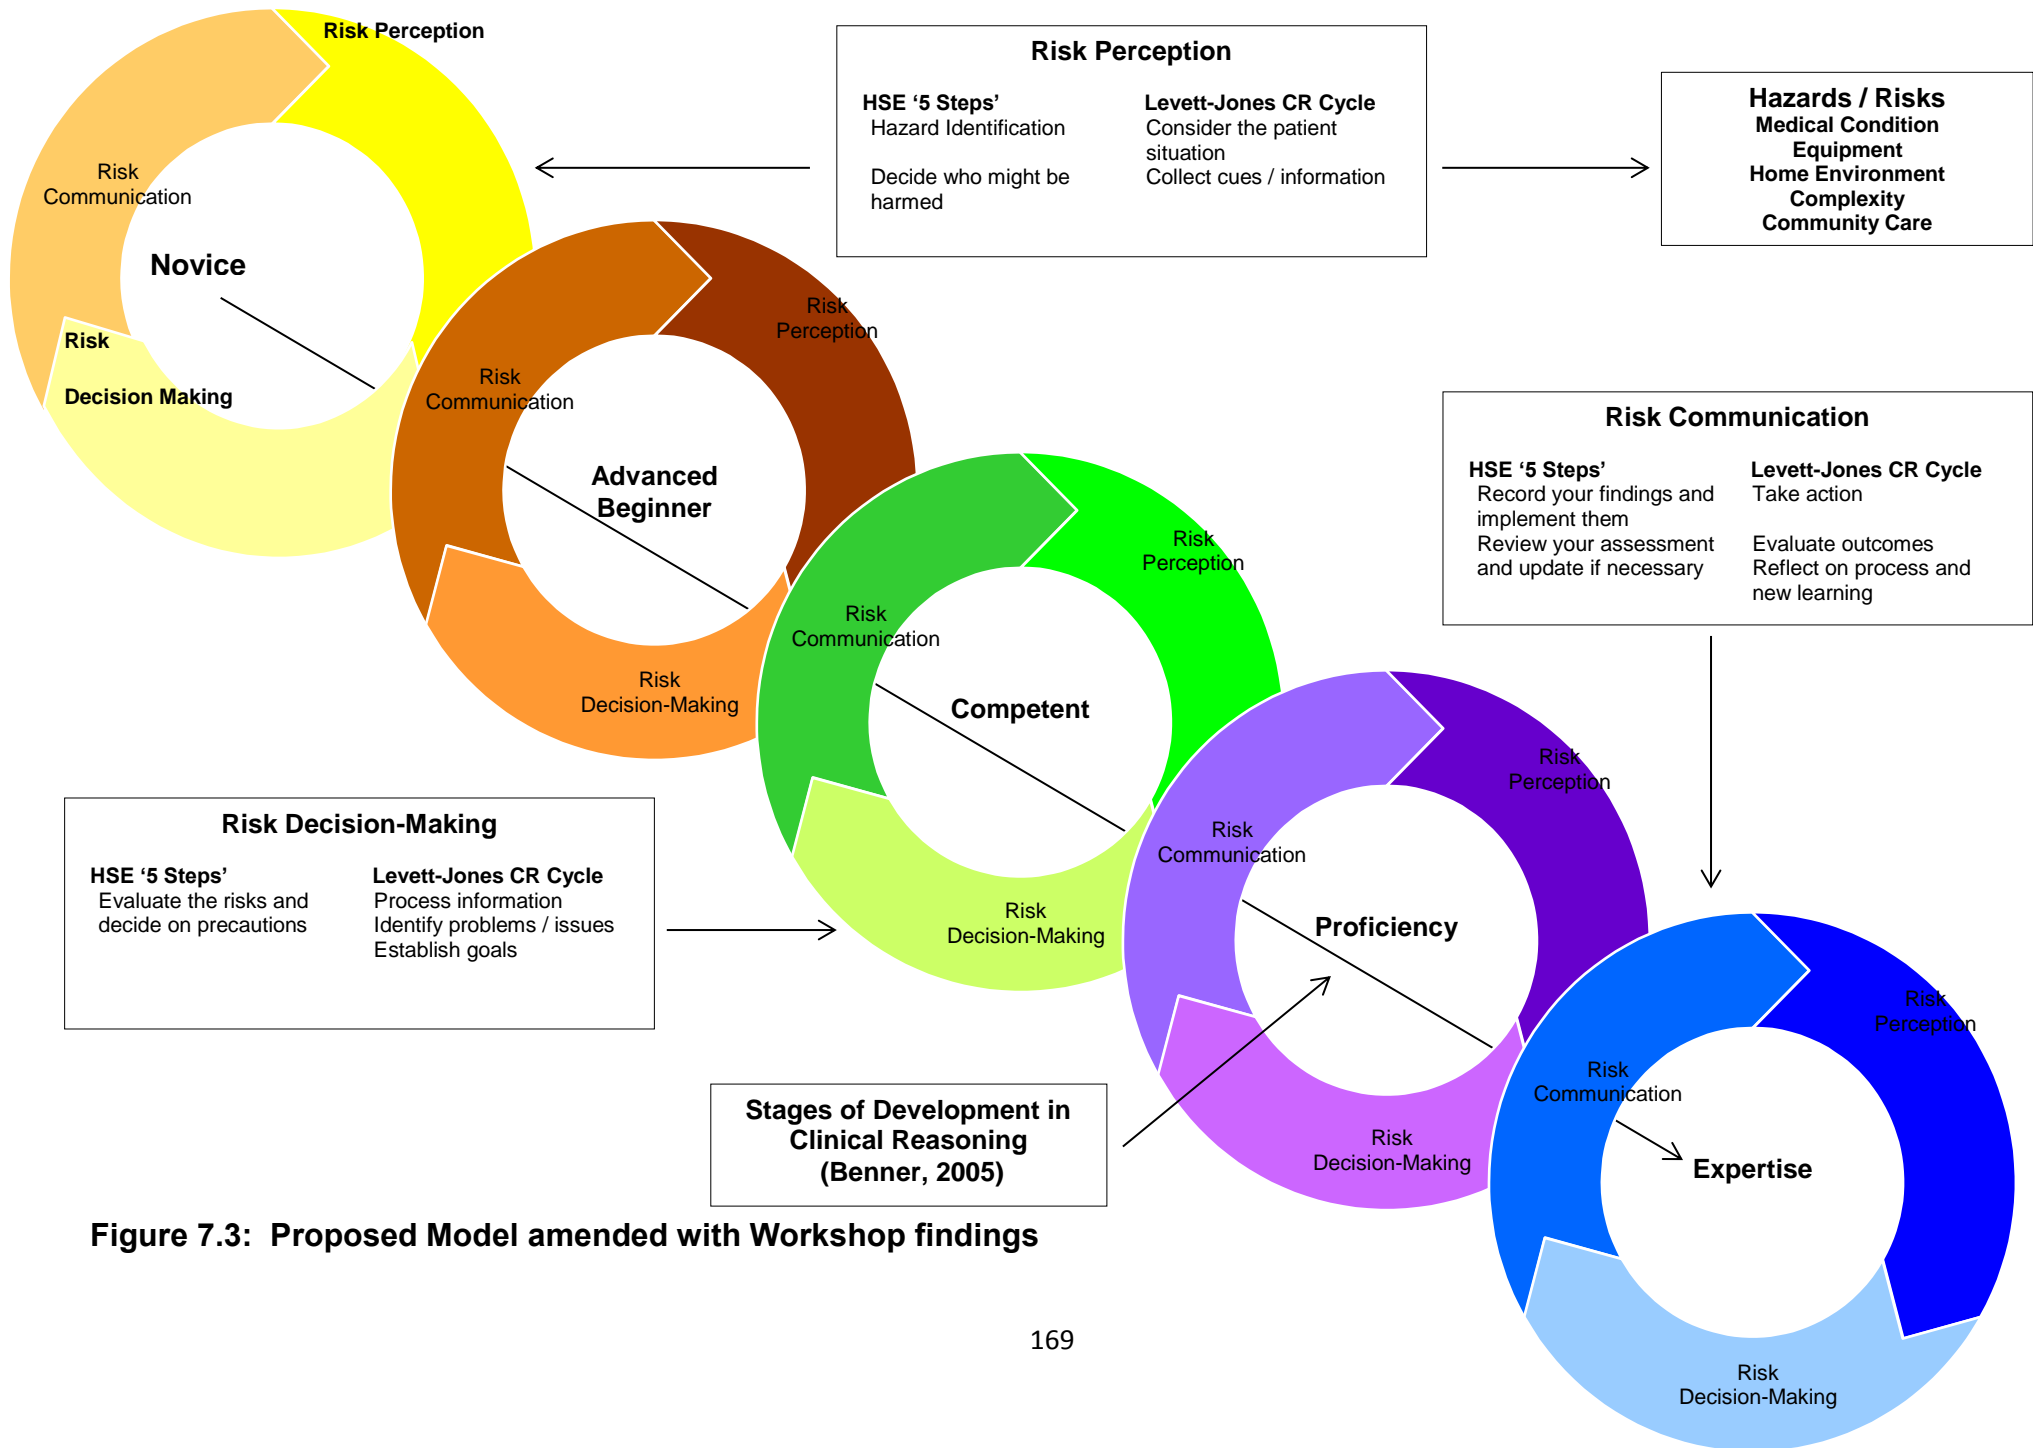 Risk Perception
Risk
Communication
Novice
Risk
Decision Making
Risk Perception
HSE ‘5 Steps’
Hazard Identification
Decide who might be
harmed
Levett-Jones CR Cycle
Consider the patient
situation
Collect cues / information
Hazards / Risks
Medical Condition
Equipment
Home Environment
Complexity
Community Care
Risk
Perception
Risk
Communication
Advanced
Beginner
Risk
Decision-Making
Risk Communication
HSE ‘5 Steps’
Record your findings and
implement them
Review your assessment
and update if necessary
Levett-Jones CR Cycle
Take action
Evaluate outcomes
Reflect on process and
new learning
Risk
Perception
Risk
Communication
Competent
Risk
Decision-Making
Risk Decision-Making
HSE ‘5 Steps’
Evaluate the risks and
decide on precautions
Levett-Jones CR Cycle
Process information
Identify problems / issues
Establish goals
Risk
Perception
Risk
Communication
Proficiency
Risk
Decision-Making
Stages of Development in
Clinical Reasoning
(Benner, 2005)
Risk
Perception
Risk
Communication
Expertise
Risk
Decision-Making
Figure 7.3:  Proposed Model amended with Workshop findings
169